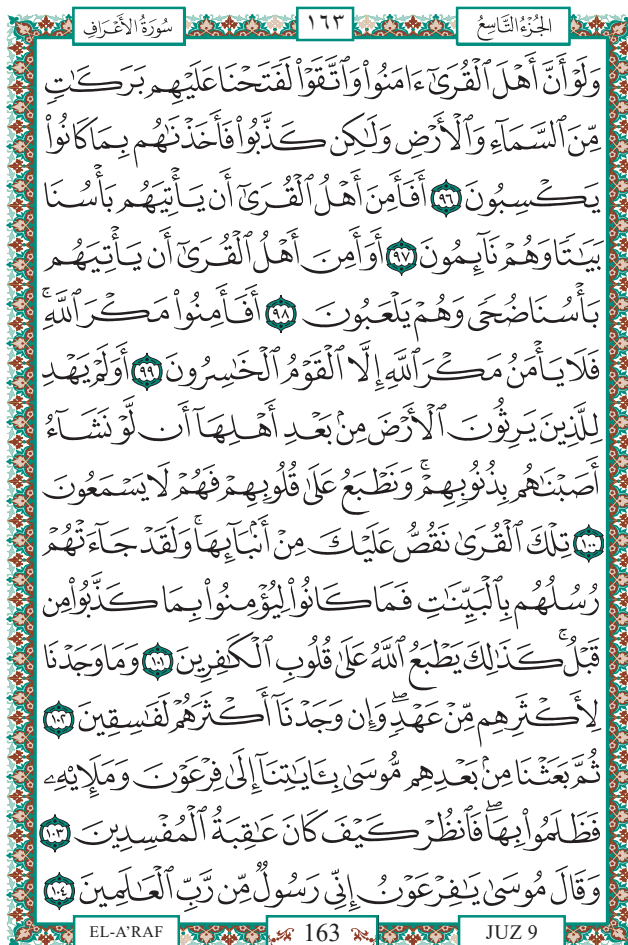 سُورَةُ الأَعْرَافِ ١٦٣ الجُزْءُ التَّاسِعُ
وَلَوْ أَنَّ أَهْلَ ٱلْقُرَىٰٓ ءَامَنُوا۟ وَٱتَّقَوْا۟ لَفَتَحْنَا عَلَيْهِم بَرَكَـٰتٍ
مِّنَ ٱلسَّمَآءِ وَٱلْأَرْضِ وَلَـٰكِن كَذَّبُوا۟ فَأَخَذْنَـٰهُم بِمَا كَانُوا۟
يَكْسِبُونَ ٩٦ أَفَأَمِنَ أَهْلُ ٱلْقُرَىٰٓ أَن يَأْتِيَهُم بَأْسُنَا
بَيَـٰتًا وَهُمْ نَآئِمُونَ ٩٧ أَوَأَمِنَ أَهْلُ ٱلْقُرَىٰٓ أَن يَأْتِيَهُم
بَأْسُنَا ضُحًى وَهُمْ يَلْعَبُونَ ٩٨ أَفَأَمِنُوا۟ مَكْرَ ٱللَّهِ ۚ
فَلَا يَأْمَنُ مَكْرَ ٱللَّهِ إِلَّا ٱلْقَوْمُ ٱلْخَـٰسِرُونَ ٩٩ أَوَلَمْ يَهْدِ
لِلَّذِينَ يَرِثُونَ ٱلْأَرْضَ مِنۢ بَعْدِ أَهْلِهَآ أَن لَّوْ نَشَآءُ
أَصَبْنَـٰهُم بِذُنُوبِهِمْ ۚ وَنَطْبَعُ عَلَىٰ قُلُوبِهِمْ فَهُمْ لَا يَسْمَعُونَ
١٠٠ تِلْكَ ٱلْقُرَىٰ نَقُصُّ عَلَيْكَ مِنْ أَنۢبَآئِهَا ۚ وَلَقَدْ جَآءَتْهُمْ
رُسُلُهُم بِٱلْبَيِّنَـٰتِ فَمَا كَانُوا۟ لِيُؤْمِنُوا۟ بِمَا كَذَّبُوا۟ مِن
قَبْلُ ۚ كَذَٰلِكَ يَطْبَعُ ٱللَّهُ عَلَىٰ قُلُوبِ ٱلْكَـٰفِرِينَ ١٠١ وَمَا وَجَدْنَا
لِأَكْثَرِهِم مِّنْ عَهْدٍ ۖ وَإِن وَجَدْنَآ أَكْثَرَهُمْ لَفَـٰسِقِينَ ١٠٢
ثُمَّ بَعَثْنَا مِنۢ بَعْدِهِم مُّوسَىٰ بِـَٔايَـٰتِنَآ إِلَىٰ فِرْعَوْنَ وَمَلَإِي۟هِۦ
فَظَلَمُوا۟ بِهَا ۖ فَٱنظُرْ كَيْفَ كَانَ عَـٰقِبَةُ ٱلْمُفْسِدِينَ ١٠٣
وَقَالَ مُوسَىٰ يَـٰفِرْعَوْنُ إِنِّى رَسُولٌ مِّن رَّبِّ ٱلْعَـٰلَمِينَ ١٠٤
EL-A'RAF 163 JUZ 9